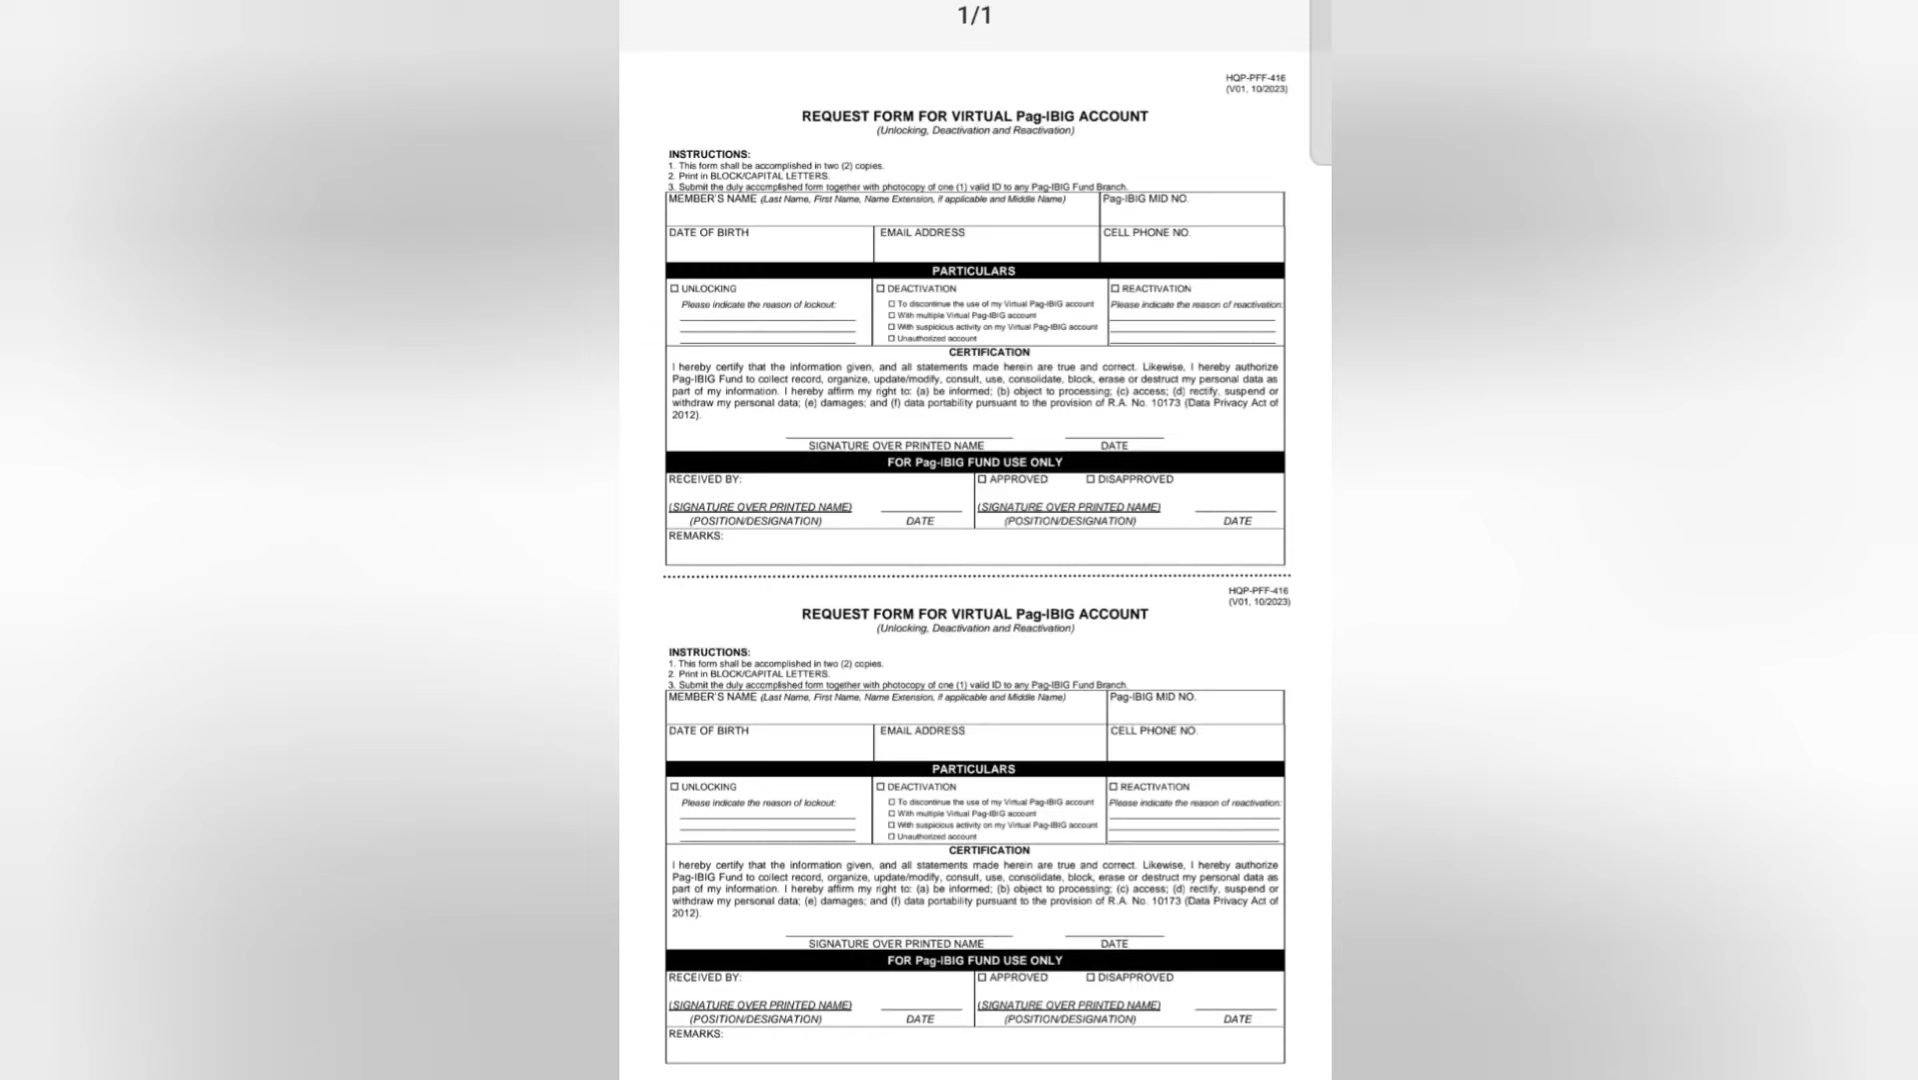 1/1
HQP-PFF-416
(V01, 10/2023)
REQUEST FORM FOR VIRTUAL Pag-IBIG ACCOUNT
(Unlocking, Deactivation and Reactivation)
INSTRUCTIONS:
1. This form shall be accomplished in two (2) copies.
2. Print in BLOCK/CAPITAL LETTERS.
3. Submit the duly accomplished form together with photocopy of one (1) valid ID to any Pag-IBIG Fund Branch.
MEMBER'S NAME (Last Name, First Name, Name Extension, if applicable and Middle Name) Pag-IBIG MID NO.
DATE OF BIRTH EMAIL ADDRESS CELL PHONE NO.
PARTICULARS
☐ UNLOCKING ☐ DEACTIVATION ☐ REACTIVATION
Please indicate the reason of lockout: ☐ To discontinue the use of my Virtual Pag-IBIG account Please indicate the reason of reactivation:
☐ With multiple Virtual Pag-IBIG account
☐ With suspicious activity on my Virtual Pag-IBIG account
☐ Unauthorized account
CERTIFICATION
I hereby certify that the information given, and all statements made herein are true and correct. Likewise, I hereby authorize
Pag-IBIG Fund to collect record, organize, update/modify, consult, use, consolidate, block, erase or destruct my personal data as
part of my information. I hereby affirm my right to: (a) be informed; (b) object to processing; (c) access; (d) rectify, suspend or
withdraw my personal data; (e) damages; and (f) data portability pursuant to the provision of R.A. No. 10173 (Data Privacy Act of
2012).
SIGNATURE OVER PRINTED NAME DATE
FOR Pag-IBIG FUND USE ONLY
RECEIVED BY: ☐ APPROVED ☐ DISAPPROVED
(SIGNATURE OVER PRINTED NAME) (SIGNATURE OVER PRINTED NAME)
(POSITION/DESIGNATION) DATE (POSITION/DESIGNATION) DATE
REMARKS:
HQP-PFF-416
(V01, 10/2023)
REQUEST FORM FOR VIRTUAL Pag-IBIG ACCOUNT
(Unlocking, Deactivation and Reactivation)
INSTRUCTIONS:
1. This form shall be accomplished in two (2) copies.
2. Print in BLOCK/CAPITAL LETTERS.
3. Submit the duly accomplished form together with photocopy of one (1) valid ID to any Pag-IBIG Fund Branch.
MEMBER'S NAME (Last Name, First Name, Name Extension, if applicable and Middle Name) Pag-IBIG MID NO.
DATE OF BIRTH EMAIL ADDRESS CELL PHONE NO.
PARTICULARS
☐ UNLOCKING ☐ DEACTIVATION ☐ REACTIVATION
Please indicate the reason of lockout: ☐ To discontinue the use of my Virtual Pag-IBIG account Please indicate the reason of reactivation:
☐ With multiple Virtual Pag-IBIG account
☐ With suspicious activity on my Virtual Pag-IBIG account
☐ Unauthorized account
CERTIFICATION
I hereby certify that the information given, and all statements made herein are true and correct. Likewise, I hereby authorize
Pag-IBIG Fund to collect record, organize, update/modify, consult, use, consolidate, block, erase or destruct my personal data as
part of my information. I hereby affirm my right to: (a) be informed; (b) object to processing; (c) access; (d) rectify, suspend or
withdraw my personal data; (e) damages; and (f) data portability pursuant to the provision of R.A. No. 10173 (Data Privacy Act of
2012).
SIGNATURE OVER PRINTED NAME DATE
FOR Pag-IBIG FUND USE ONLY
RECEIVED BY: ☐ APPROVED ☐ DISAPPROVED
(SIGNATURE OVER PRINTED NAME) (SIGNATURE OVER PRINTED NAME)
(POSITION/DESIGNATION) DATE (POSITION/DESIGNATION) DATE
REMARKS: